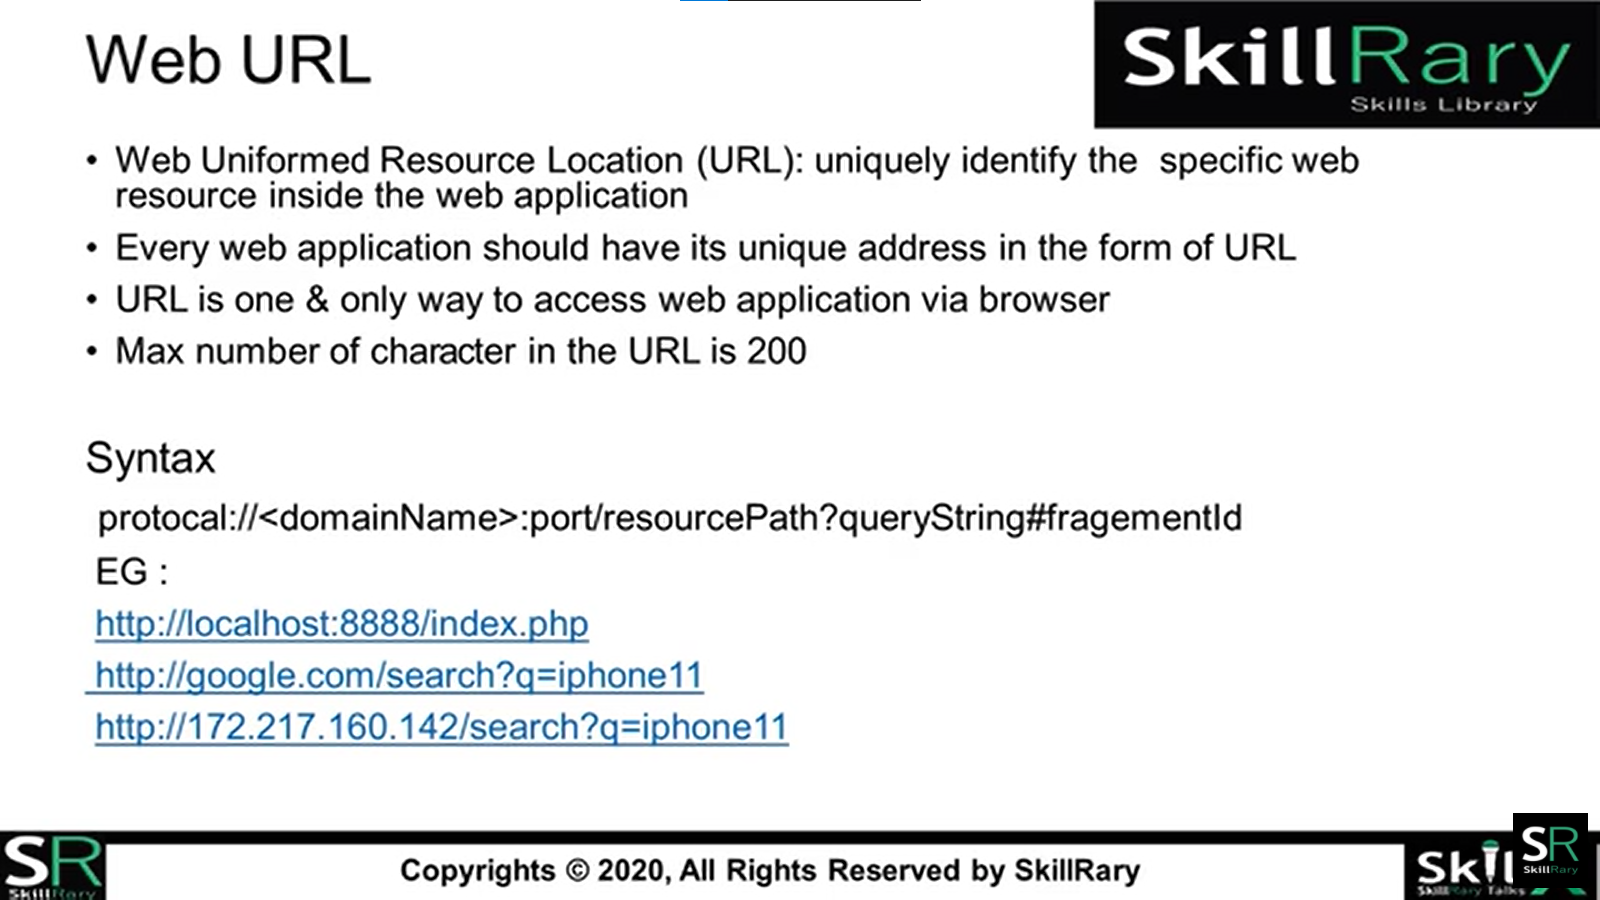 Web URL
SkillRary
Skills Library
• Web Uniformed Resource Location (URL): uniquely identify the specific web
resource inside the web application
• Every web application should have its unique address in the form of URL
• URL is one & only way to access web application via browser
• Max number of character in the URL is 200
Syntax
protocal://<domainName>:port/resourcePath?queryString#fragementId
EG :
http://localhost:8888/index.php
http://google.com/search?q=iphone11
http://172.217.160.142/search?q=iphone11
SR
SkillRary
Copyrights © 2020, All Rights Reserved by SkillRary
Skil
SkillRary Talks
SR
SkillRary